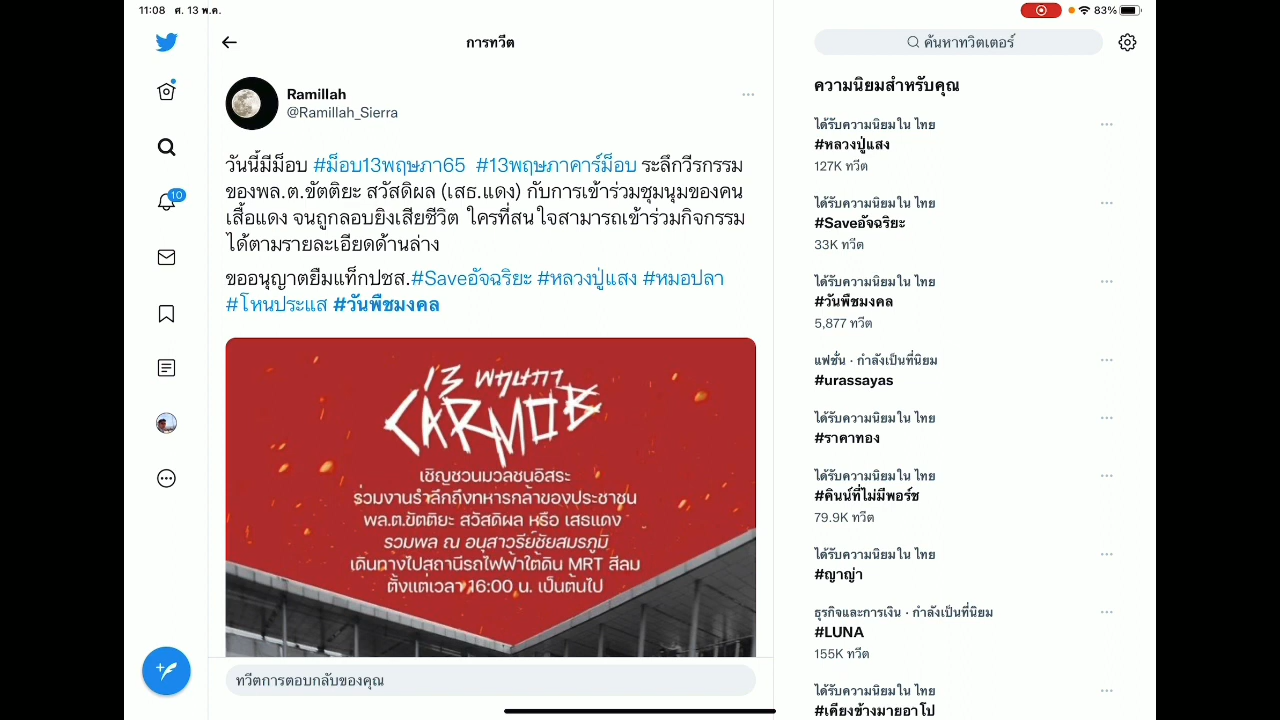 11:08 ศ. 13 พ.ค.
83%
การทวีต
ค้นหาทวิตเตอร์
10
Ramillah
@Ramillah_Sierra
วันนี้มีม็อบ #ม็อบ13พฤษภา65 #13พฤษภาคาร์ม็อบ ระลึกวีรกรรม
ของพล.ต.ขัตติยะ สวัสดิผล (เสธ.แดง) กับการเข้าร่วมชุมนุมของคน
เสื้อแดง จนถูกลอบยิงเสียชีวิต ใครที่สนใจสามารถเข้าร่วมกิจกรรม
ได้ตามรายละเอียดด้านล่าง
ขออนุญาตยืมแท็กปชส.#Saveอัจฉริยะ #หลวงปู่แสง #หมอปลา
#โหนประแส #วันพืชมงคล
13 พฤษภา
CARMOB
เชิญชวนมวลชนอิสระ
ร่วมงานรำลึกถึงทหารกล้าของประชาชน
พล.ต.ขัตติยะ สวัสดิผล หรือ เสธแดง
รวมพล ณ อนุสาวรีย์ชัยสมรภูมิ
เดินทางไปสถานีรถไฟฟ้าใต้ดิน MRT สีลม
ตั้งแต่เวลา 16:00 น. เป็นต้นไป
ทวีตการตอบกลับของคุณ
ความนิยมสำหรับคุณ
ได้รับความนิยมใน ไทย
#หลวงปู่แสง
127K ทวีต
ได้รับความนิยมใน ไทย
#Saveอัจฉริยะ
33K ทวีต
ได้รับความนิยมใน ไทย
#วันพืชมงคล
5,877 ทวีต
แฟชั่น · กำลังเป็นที่นิยม
#urassayas
ได้รับความนิยมใน ไทย
#ราคาทอง
ได้รับความนิยมใน ไทย
#คินน์ที่ไม่มีพอร์ช
79.9K ทวีต
ได้รับความนิยมใน ไทย
#ญาญ่า
ธุรกิจและการเงิน · กำลังเป็นที่นิยม
#LUNA
155K ทวีต
ได้รับความนิยมใน ไทย
#เคียงข้างมายอาโป